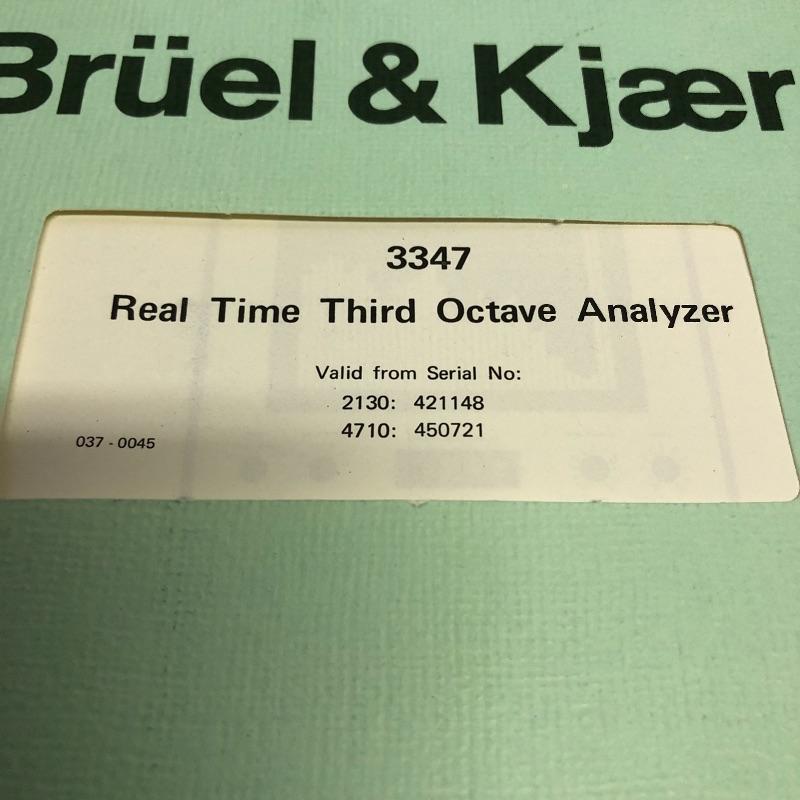 Brüel & Kjær
3347
Real Time Third Octave Analyzer
Valid from Serial No:
2130: 421148
4710: 450721
037 - 0045